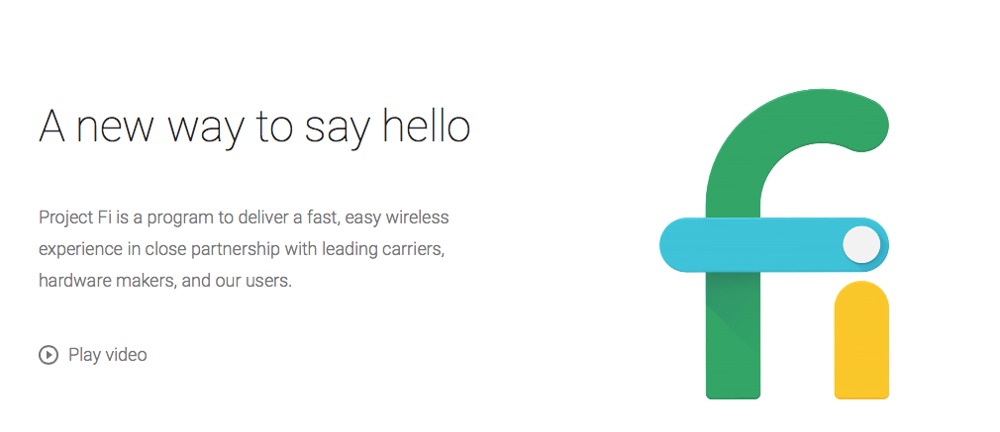 A new way to say hello
Project Fi is a program to deliver a fast, easy wireless
experience in close partnership with leading carriers,
hardware makers, and our users.
Play video
fi